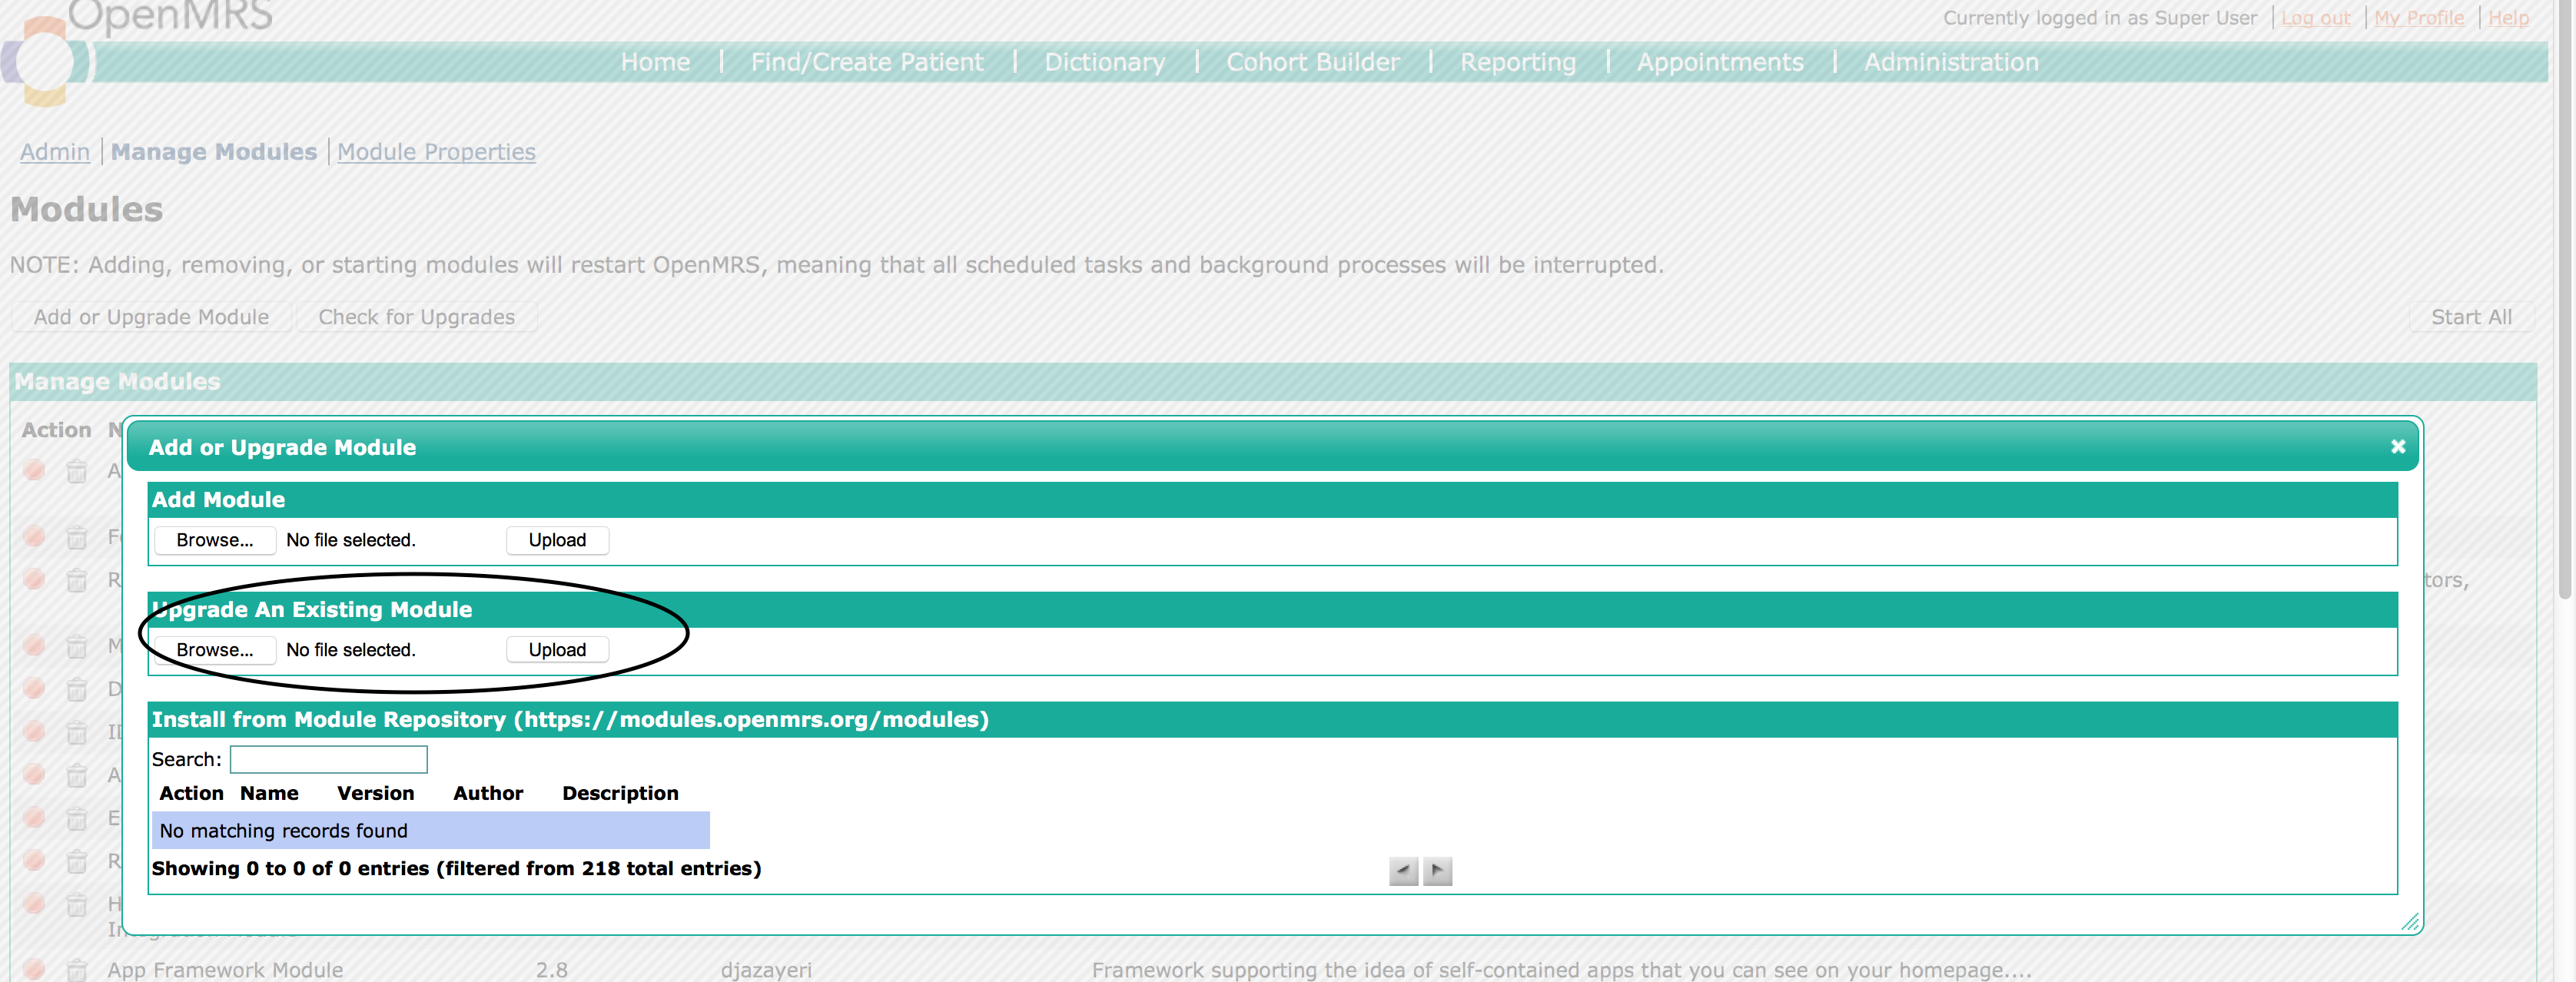 OpenMRS
Currently logged in as Super User | Log out | My Profile | Help
Home | Find/Create Patient | Dictionary | Cohort Builder | Reporting | Appointments | Administration
Admin | Manage Modules | Module Properties
Modules
NOTE: Adding, removing, or starting modules will restart OpenMRS, meaning that all scheduled tasks and background processes will be interrupted.
Add or Upgrade Module Check for Upgrades Start All
Manage Modules
Action
Add or Upgrade Module
Add Module
Browse... No file selected. Upload
Upgrade An Existing Module
Browse... No file selected. Upload
tors,
Install from Module Repository (https://modules.openmrs.org/modules)
Search:
Action Name Version Author Description
No matching records found
Showing 0 to 0 of 0 entries (filtered from 218 total entries)
App Framework Module 2.8 djazayeri Framework supporting the idea of self-contained apps that you can see on your homepage....